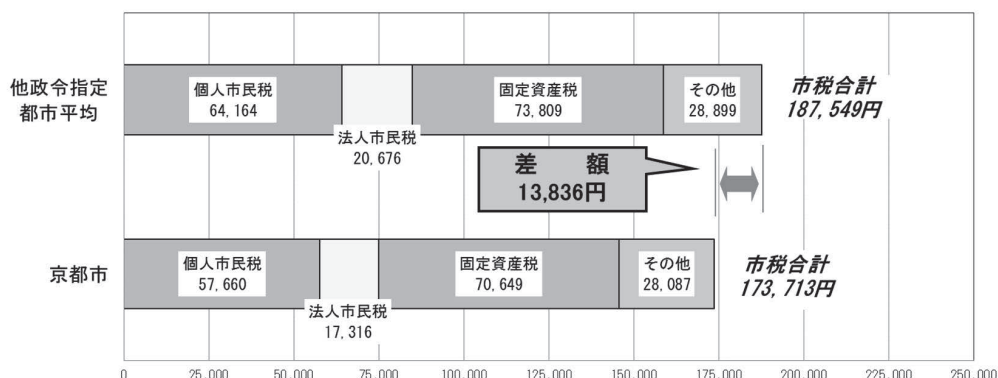 他政令指定
都市平均
個人市民税
64,164
法人市民税
20,676
固定資産税
73,809
その他
28,899
市税合計
187,549円
差　額
13,836円
京都市
個人市民税
57,660
法人市民税
17,316
固定資産税
70,649
その他
28,087
市税合計
173,713円
0 25,000 50,000 75,000 100,000 125,000 150,000 175,000 200,000 225,000 250,000